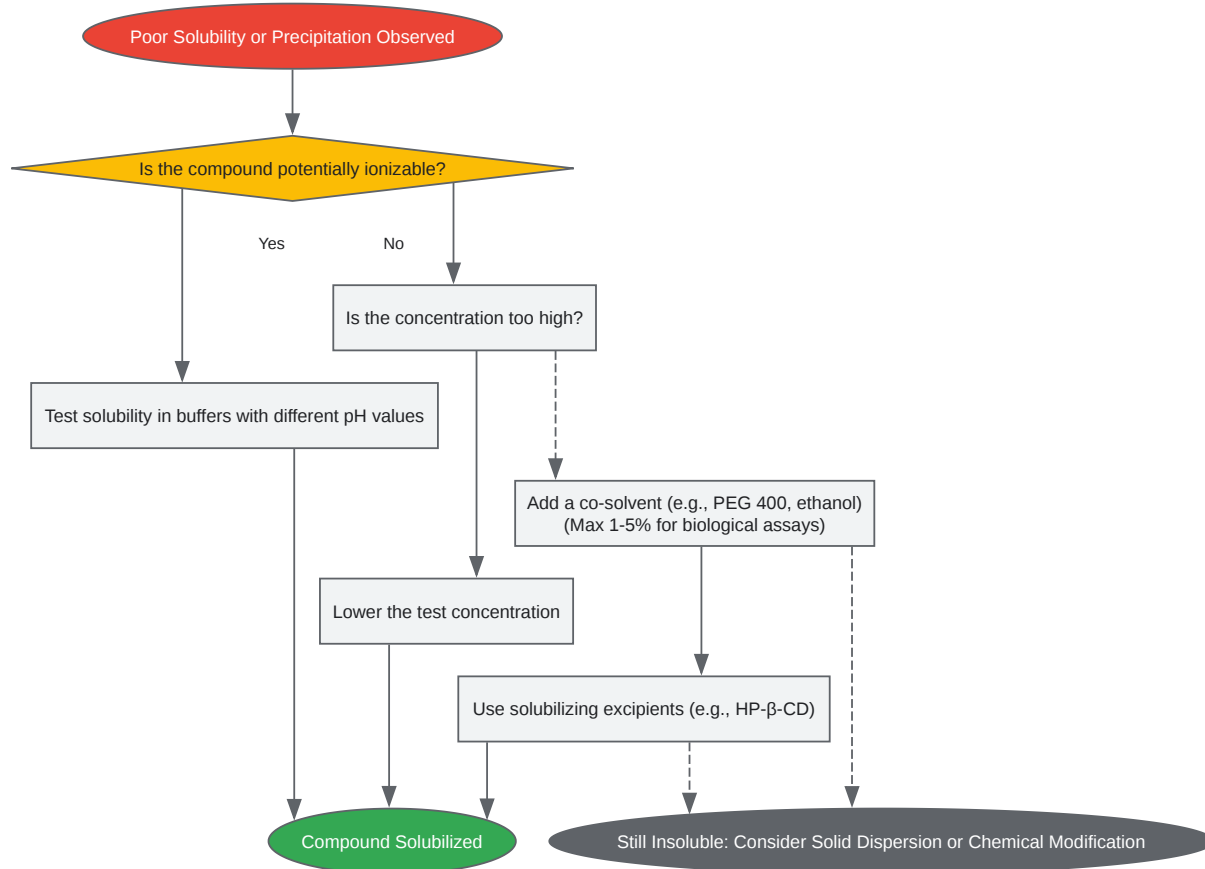 Poor Solubility or Precipitation Observed
Is the compound potentially ionizable?
Yes
No
Is the concentration too high?
Test solubility in buffers with different pH values
Add a co-solvent (e.g., PEG 400, ethanol)
(Max 1-5% for biological assays)
Lower the test concentration
Use solubilizing excipients (e.g., HP-β-CD)
Compound Solubilized
Still Insoluble: Consider Solid Dispersion or Chemical Modification